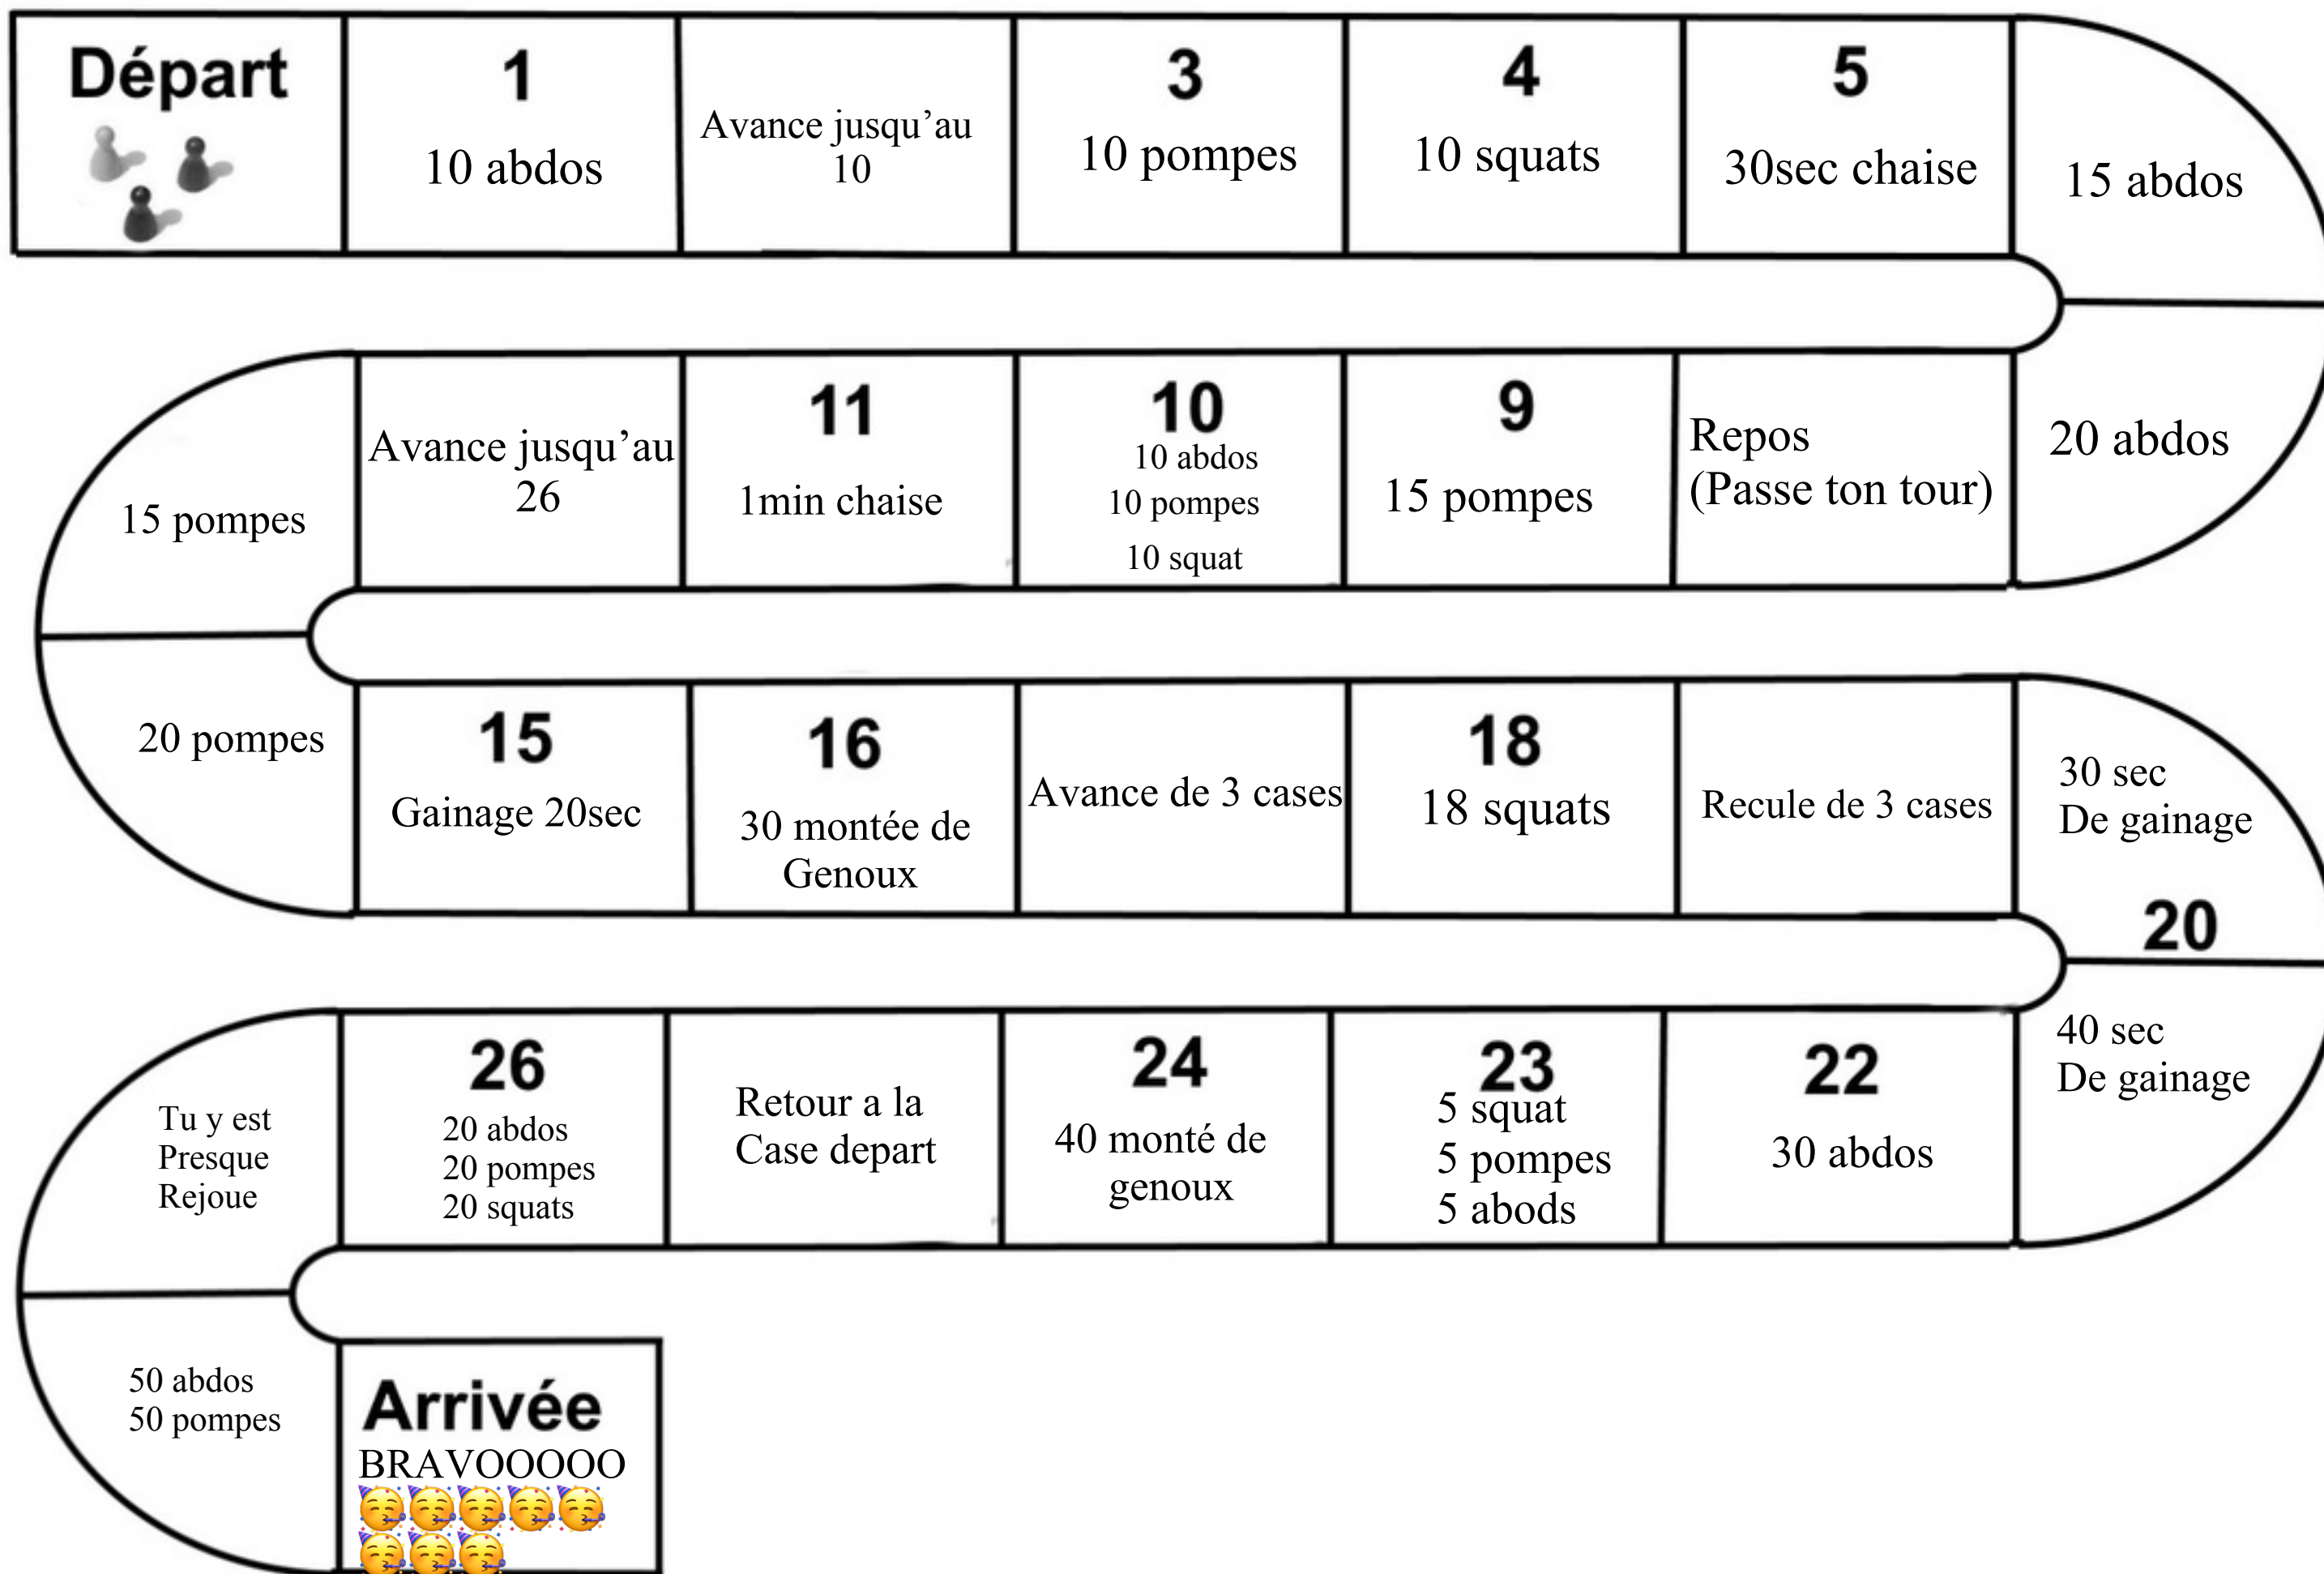 Départ
1
10 abdos
Avance jusqu’au
10
3
10 pompes
4
10 squats
5
30sec chaise
15 abdos
20 abdos
Repos
(Passe ton tour)
9
15 pompes
10
10 abdos
10 pompes
10 squat
11
1min chaise
Avance jusqu’au
26
15 pompes
20 pompes
15
Gainage 20sec
16
30 montée de
Genoux
Avance de 3 cases
18
18 squats
Recule de 3 cases
30 sec
De gainage
20
40 sec
De gainage
22
30 abdos
23
5 squat
5 pompes
5 abods
24
40 monté de
genoux
Retour a la
Case depart
26
20 abdos
20 pompes
20 squats
Tu y est
Presque
Rejoue
50 abdos
50 pompes
Arrivée
BRAVOOOOO
🥳🥳🥳🥳🥳
🥳🥳🥳